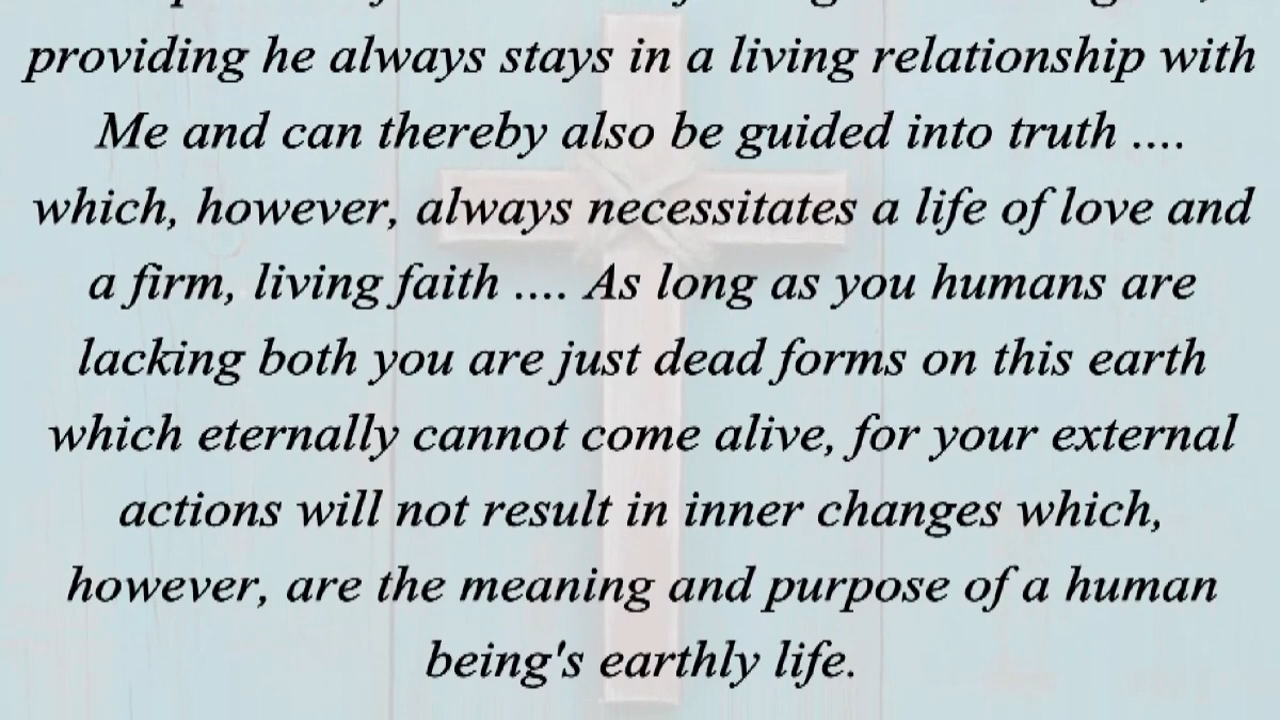 providing he always stays in a living relationship with
Me and can thereby also be guided into truth ....
which, however, always necessitates a life of love and
a firm, living faith .... As long as you humans are
lacking both you are just dead forms on this earth
which eternally cannot come alive, for your external
actions will not result in inner changes which,
however, are the meaning and purpose of a human
being's earthly life.